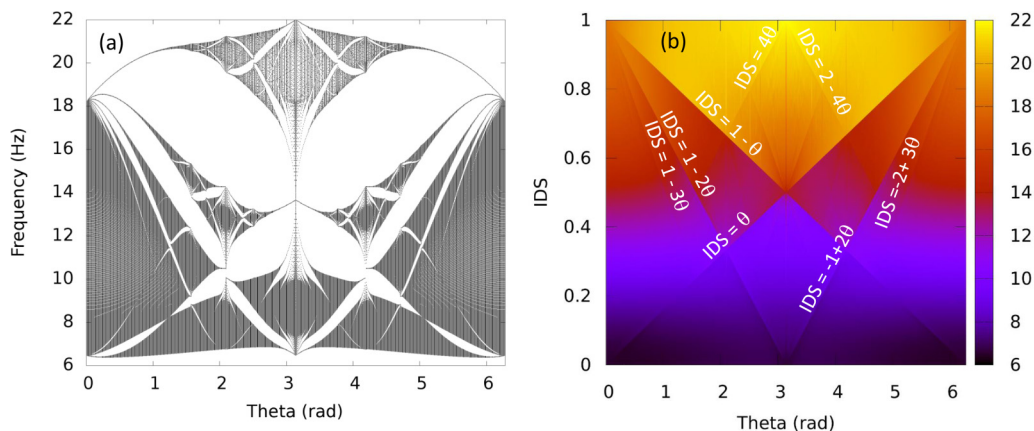 (a)
22
20
18
16
14
12
10
8
6
Frequency (Hz)
0 1 2 3 4 5 6
Theta (rad)
(b)
1
0.8
0.6
0.4
0.2
0
IDS
IDS = 4θ
IDS = 2 - 4θ
IDS = 1 - θ
IDS = 1 - 2θ
IDS = 1 - 3θ
IDS = θ
IDS = -1+2θ
IDS = -2+ 3θ
0 1 2 3 4 5 6
Theta (rad)
22
20
18
16
14
12
10
8
6